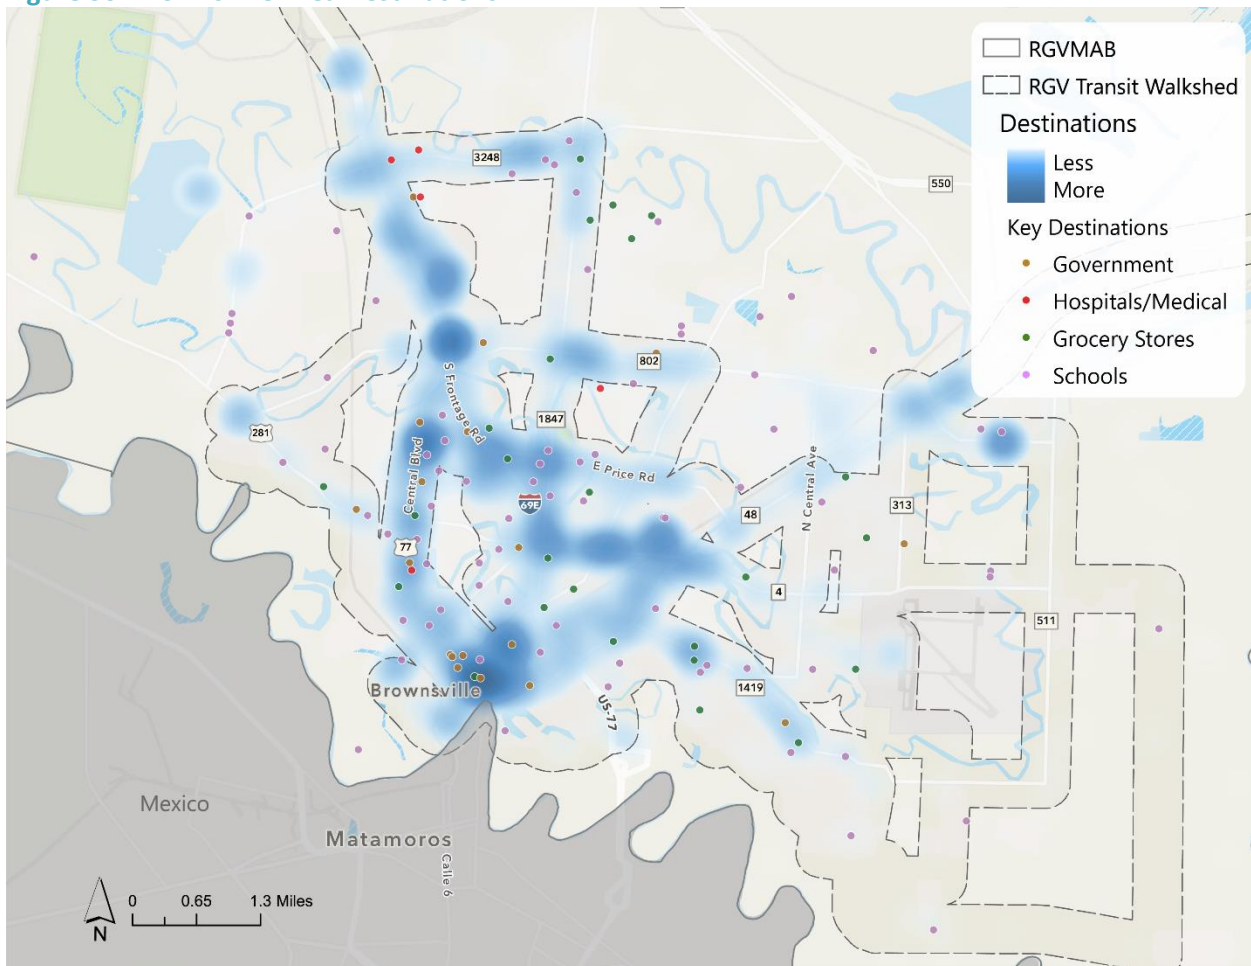 RGVMAB
RGV Transit Walkshed
Destinations
Less
More
Key Destinations
Government
Hospitals/Medical
Grocery Stores
Schools
3248
550
802
S Frontage Rd
1847
281
Central Blvd
E Price Rd
N Central Ave
69E
48
313
77
4
511
1419
Brownsville
US-77
Mexico
Matamoros
Calle 6
0 0.65 1.3 Miles
N